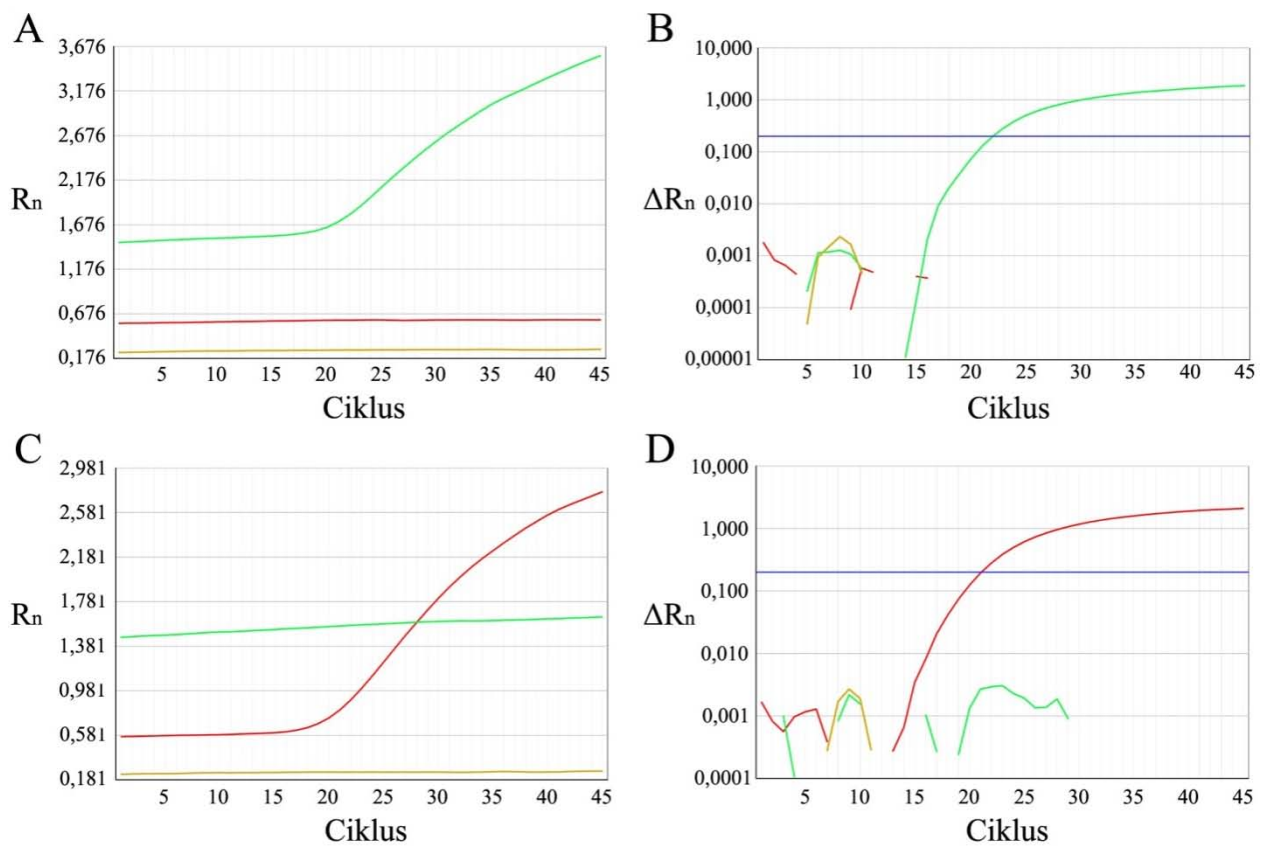 A
3,676
3,176
2,676
2,176
1,676
1,176
0,676
0,176
Rn
5 10 15 20 25 30 35 40 45
Ciklus
B
10,000
1,000
0,100
0,010
0,001
0,0001
0,00001
ΔRn
5 10 15 20 25 30 35 40 45
Ciklus
C
2,981
2,581
2,181
1,781
1,381
0,981
0,581
0,181
Rn
5 10 15 20 25 30 35 40 45
Ciklus
D
10,000
1,000
0,100
0,010
0,001
0,0001
ΔRn
5 10 15 20 25 30 35 40 45
Ciklus